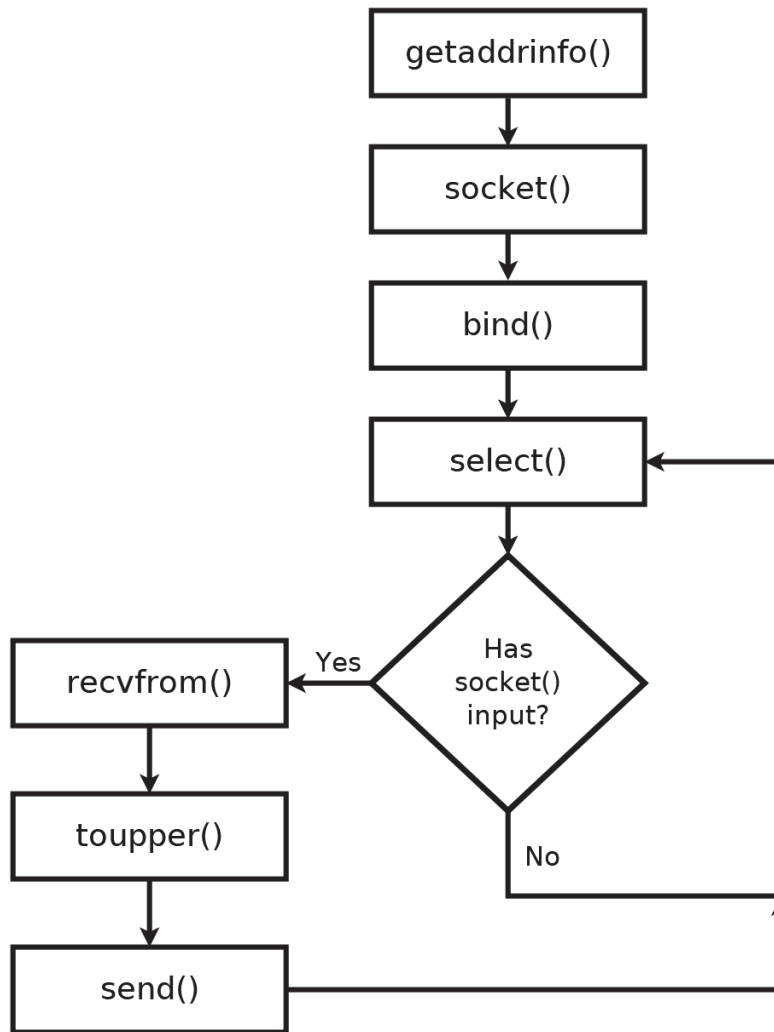 getaddrinfo()
socket()
bind()
select()
Has
socket()
input?
Yes
No
recvfrom()
toupper()
send()